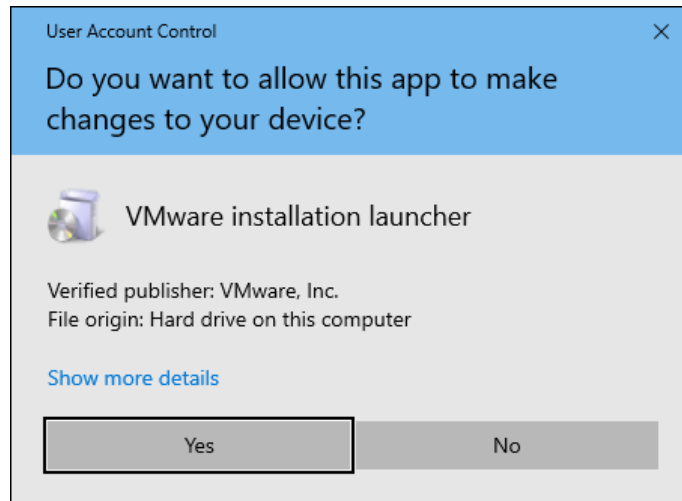 User Account Control
Do you want to allow this app to make
changes to your device?
VMware installation launcher
Verified publisher: VMware, Inc.
File origin: Hard drive on this computer
Show more details
Yes
No